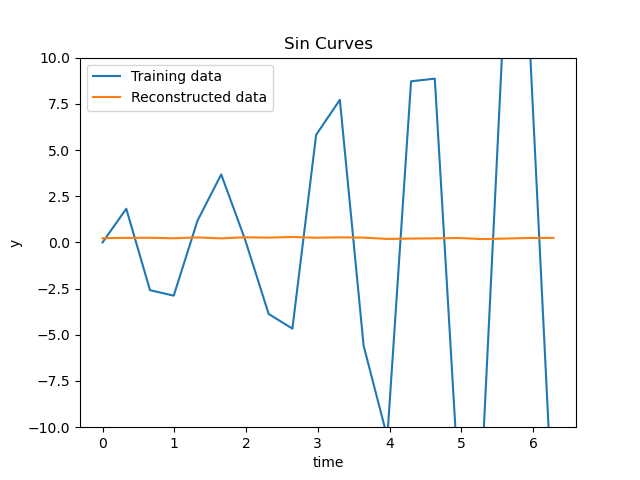 Sin Curves
Training data
Reconstructed data
10.0
7.5
5.0
2.5
0.0
−2.5
−5.0
−7.5
−10.0
y
0 1 2 3 4 5 6
time